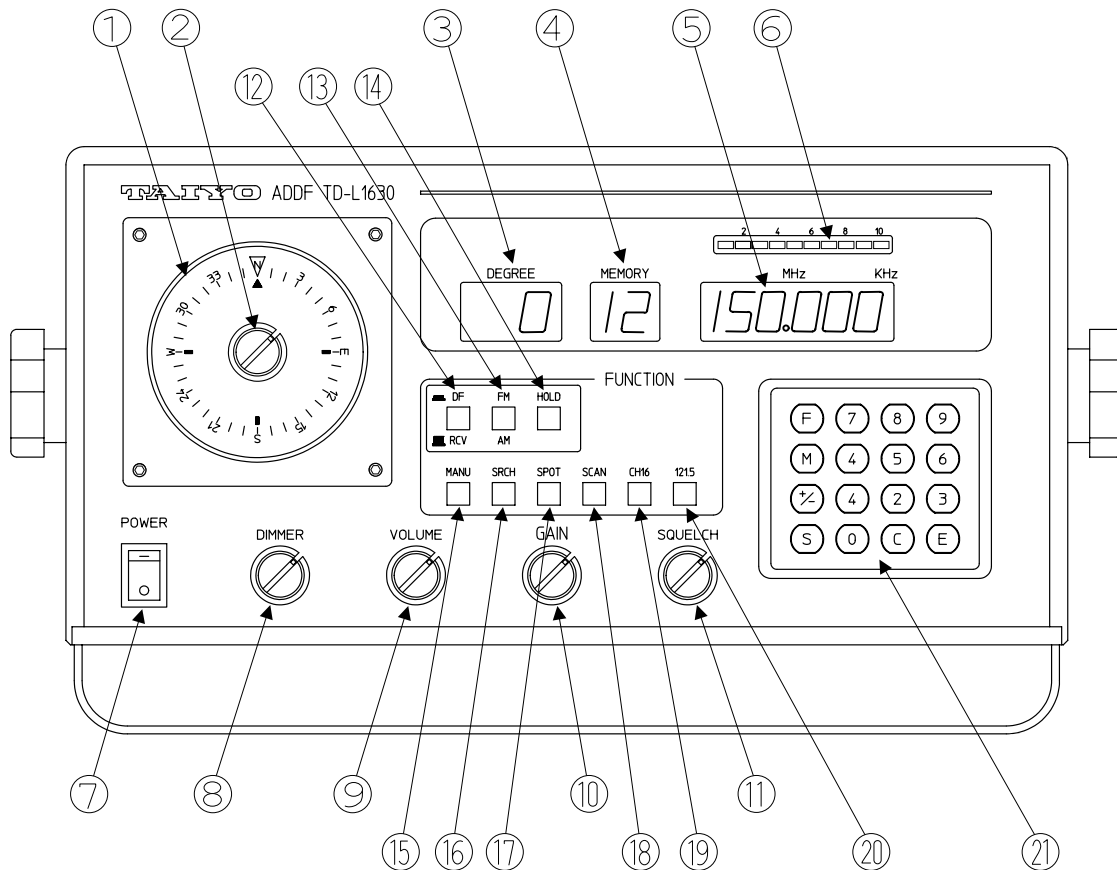 ① ② ③ ④ ⑤ ⑥
⑫ ⑬ ⑭
TAIYO ADDF TD-L1630
2 4 6 8 10
DEGREE MEMORY MHz KHz
0 12 150.000
N 3 6 E 12 15 S 21 24 W 30 33
FUNCTION
DF FM HOLD
RCV AM
MANU SRCH SPOT SCAN CH16 121.5
F 7 8 9
M 4 5 6
+/- 4 2 3
S 0 C E
POWER
DIMMER VOLUME GAIN SQUELCH
⑦ ⑧ ⑨ ⑩ ⑪
⑮ ⑯ ⑰ ⑱ ⑲ ⑳ ㉑